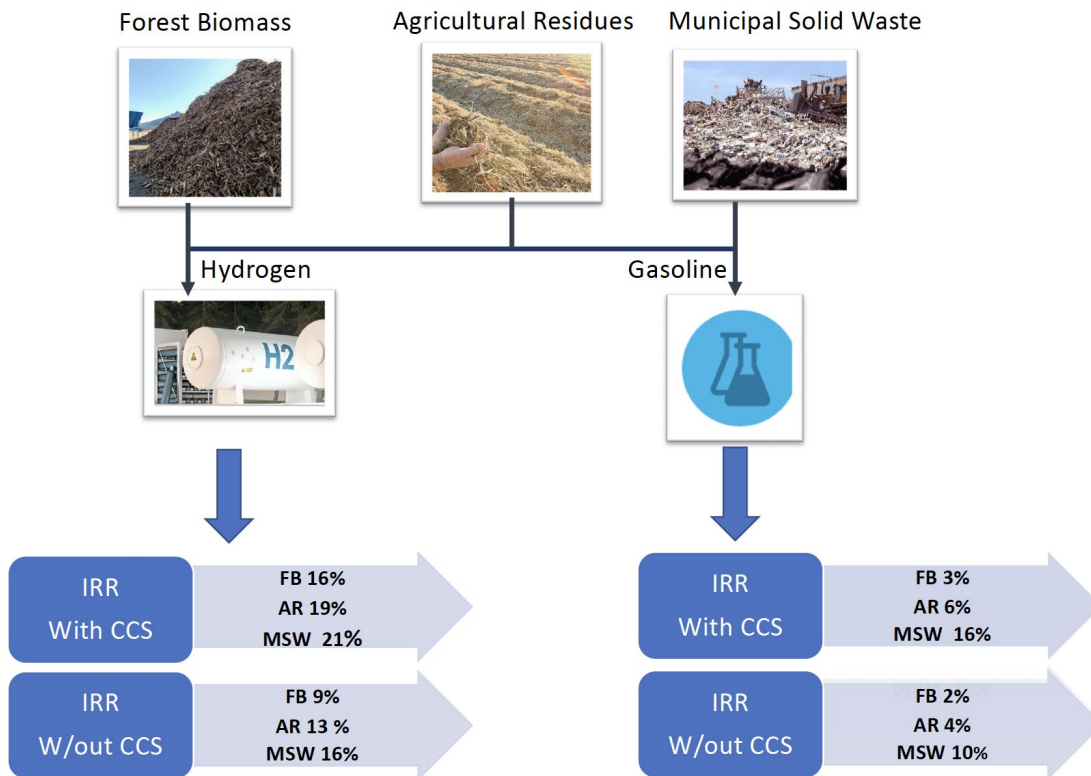 Forest Biomass
Agricultural Residues
Municipal Solid Waste
Hydrogen
Gasoline
H2
IRR
With CCS
FB 16%
AR 19%
MSW 21%
IRR
With CCS
FB 3%
AR 6%
MSW 16%
IRR
W/out CCS
FB 9%
AR 13 %
MSW 16%
IRR
W/out CCS
FB 2%
AR 4%
MSW 10%